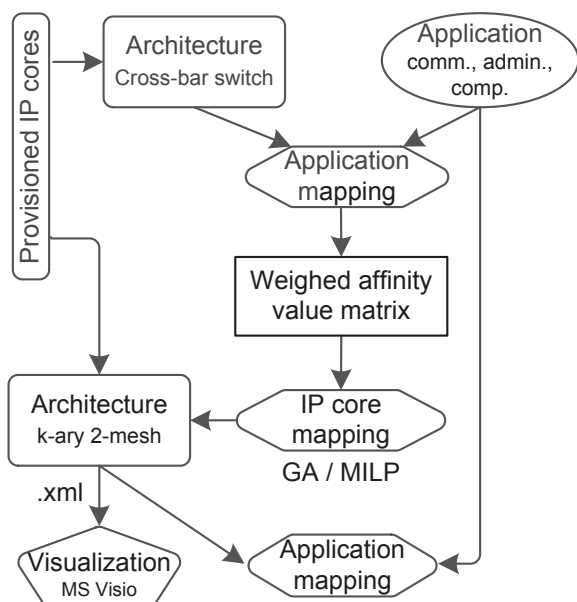 Provisioned IP cores
Architecture
Cross-bar switch
Application
comm., admin.,
comp.
Application
mapping
Weighed affinity
value matrix
Architecture
k-ary 2-mesh
IP core
mapping
GA / MILP
.xml
Visualization
MS Visio
Application
mapping